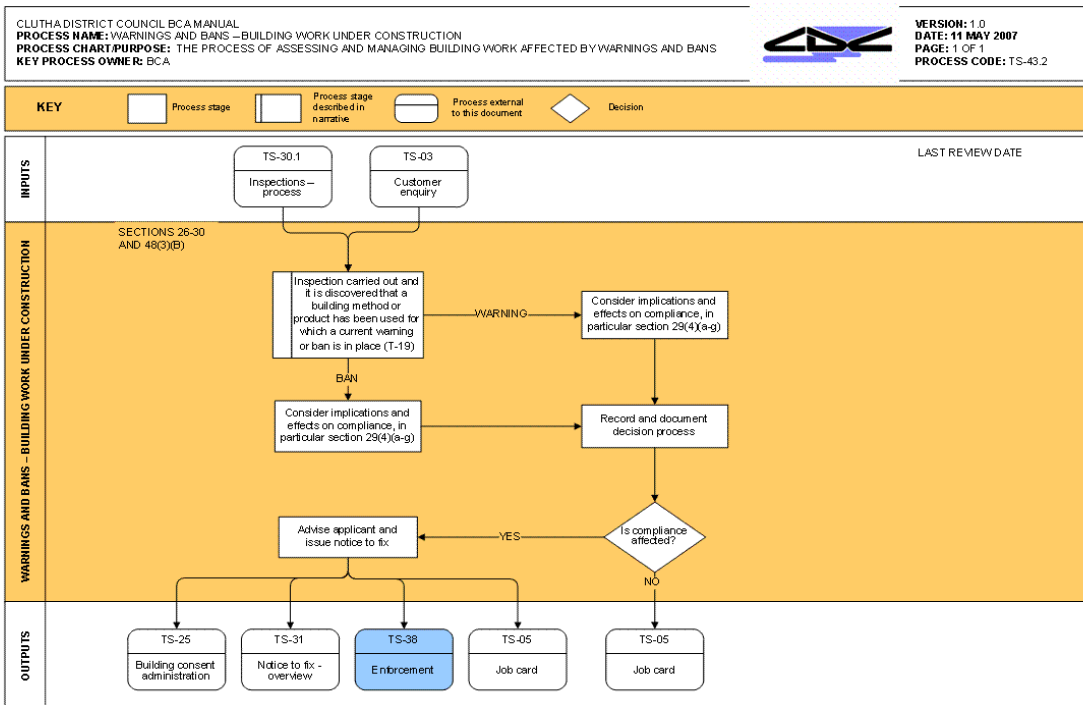 CLUTHA DISTRICT COUNCIL BCA MANUAL
PROCESS NAME: WARNINGS AND BANS – BUILDING WORK UNDER CONSTRUCTION
PROCESS CHART/PURPOSE: THE PROCESS OF ASSESSING AND MANAGING BUILDING WORK AFFECTED BY WARNINGS AND BANS
KEY PROCESS OWNER: BCA
CDC
VERSION: 1.0
DATE: 11 MAY 2007
PAGE: 1 OF 1
PROCESS CODE: TS-43.2
KEY
Process stage
Process stage
described in
narrative
Process external
to this document
Decision
INPUTS
TS-30.1
Inspections –
process
TS-03
Customer
enquiry
LAST REVIEW DATE
WARNINGS AND BANS – BUILDING WORK UNDER CONSTRUCTION
SECTIONS 26-30
AND 48(3)(B)
Inspection carried out and
it is discovered that a
building method or
product has been used for
which a current warning
or ban is in place (T-19)
WARNING
Consider implications and
effects on compliance, in
particular section 29(4)(a-g)
BAN
Consider implications and
effects on compliance, in
particular section 29(4)(a-g)
Record and document
decision process
Is compliance
affected?
YES
Advise applicant and
issue notice to fix
NO
OUTPUTS
TS-25
Building consent
administration
TS-31
Notice to fix -
overview
TS-38
Enforcement
TS-05
Job card
TS-05
Job card